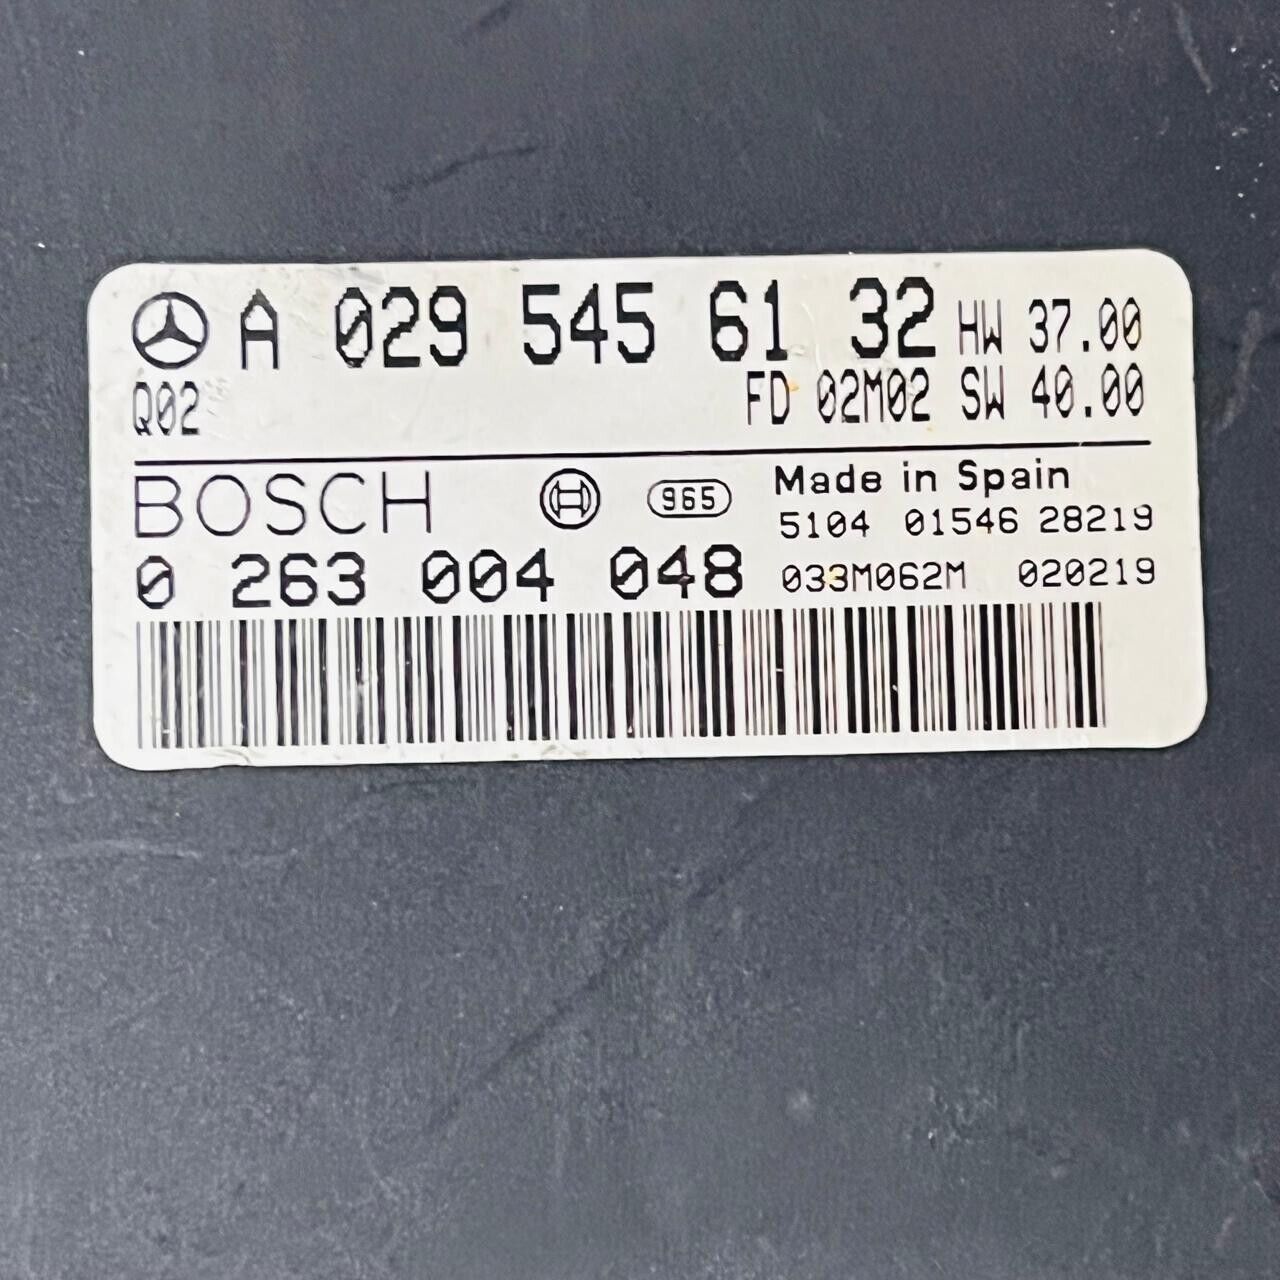 A 029 545 61 32 HW 37.00
Q02 FD 02M02 SW 40.00
BOSCH 965 Made in Spain
5104 01546 28219
0 263 004 048 033M062M 020219